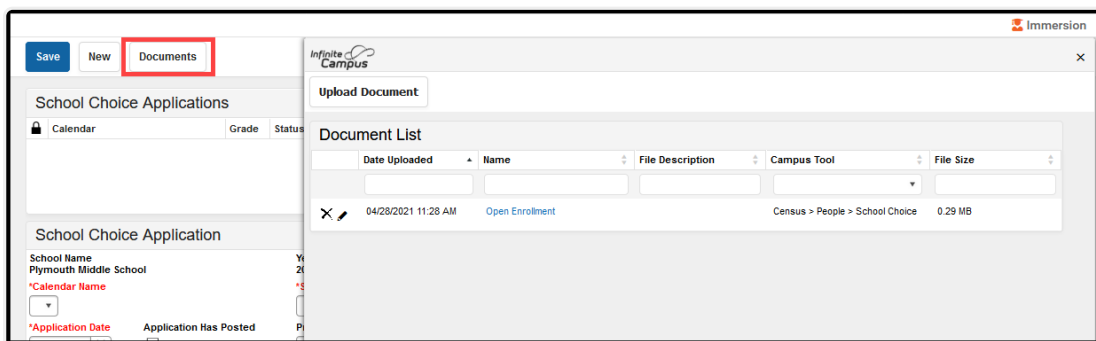 Immersion
Save New Documents
School Choice Applications
Calendar Grade Status
School Choice Application
School Name
Plymouth Middle School
*Calendar Name
*Application Date Application Has Posted
Infinite
Campus
×
Upload Document
Document List
Date Uploaded Name File Description Campus Tool File Size
04/28/2021 11:28 AM Open Enrollment Census > People > School Choice 0.29 MB